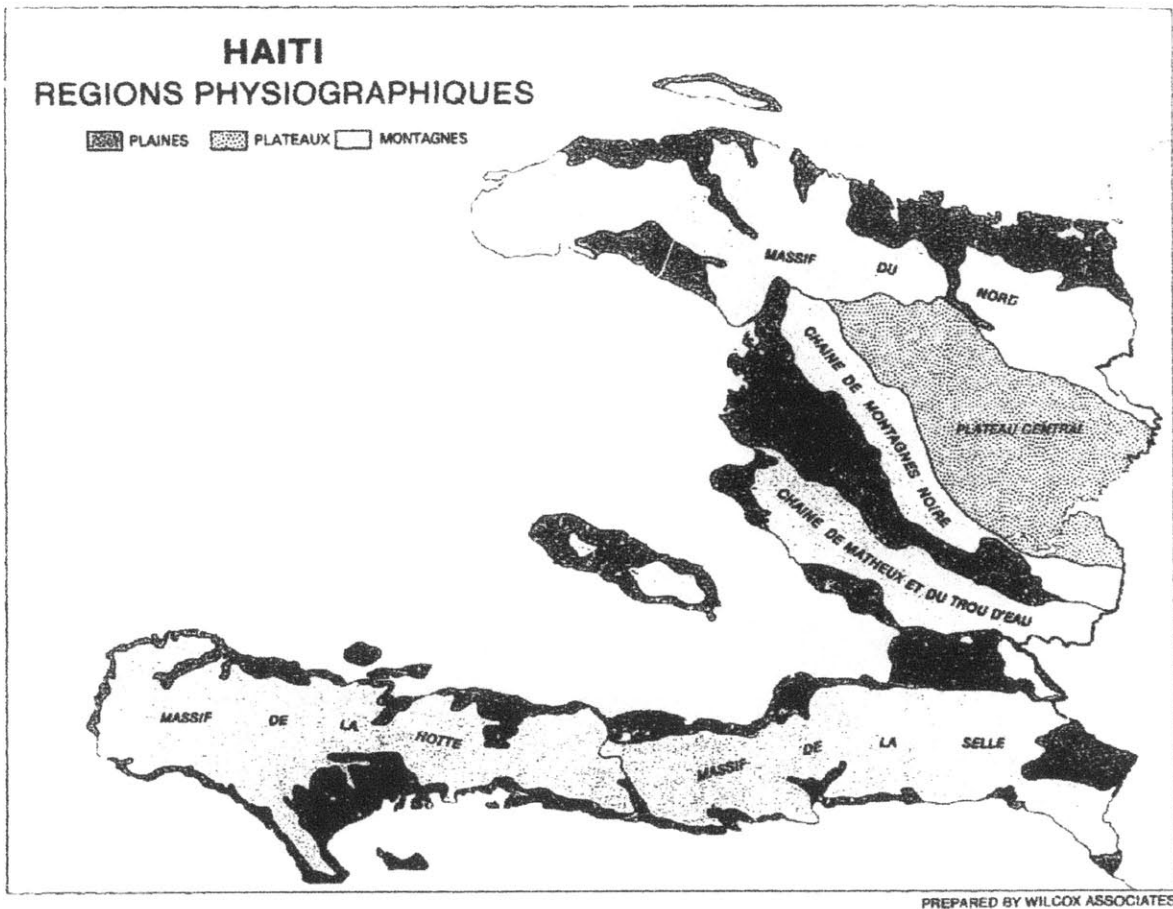 HAITI
REGIONS PHYSIOGRAPHIQUES
PLAINES PLATEAUX MONTAGNES
MASSIF DU NORD
CHAINE DE MONTAGNES NOIRE
PLATEAU CENTRAL
CHAINE DE MATHEUX ET DU TROU D'EAU
MASSIF DE LA HOTTE
MASSIF DE LA SELLE
PREPARED BY WILCOX ASSOCIATES